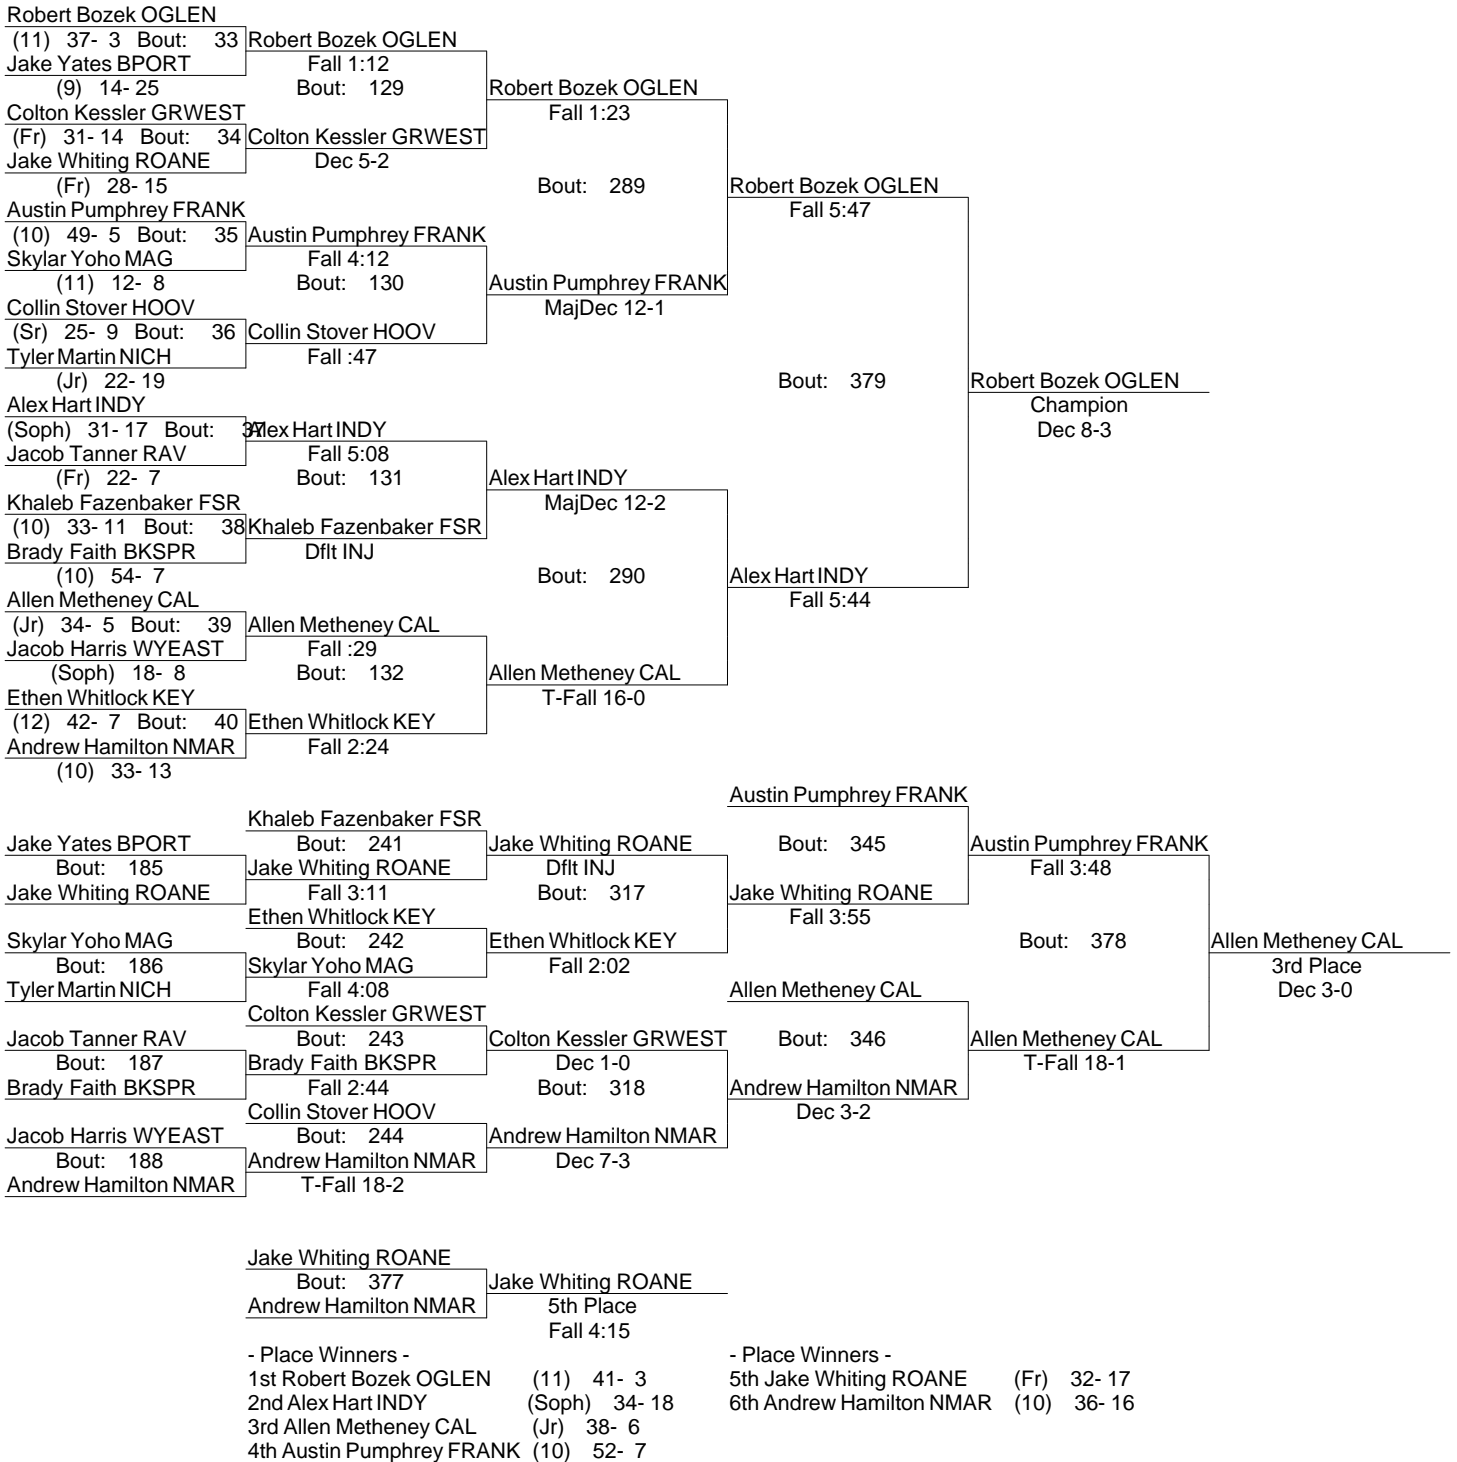 Robert Bozek OGLEN
(11) 37- 3 Bout: 33 Robert Bozek OGLEN
Jake Yates BPORT Fall 1:12
(9) 14- 25 Bout: 129 Robert Bozek OGLEN
Colton Kessler GRWEST Fall 1:23
(Fr) 31- 14 Bout: 34 Colton Kessler GRWEST
Jake Whiting ROANE Dec 5-2
(Fr) 28- 15 Bout: 289 Robert Bozek OGLEN
Austin Pumphrey FRANK Fall 5:47
(10) 49- 5 Bout: 35 Austin Pumphrey FRANK
Skylar Yoho MAG Fall 4:12
(11) 12- 8 Bout: 130 Austin Pumphrey FRANK
Collin Stover HOOV MajDec 12-1
(Sr) 25- 9 Bout: 36 Collin Stover HOOV
Tyler Martin NICH Fall :47
(Jr) 22- 19 Bout: 379 Robert Bozek OGLEN
Alex Hart INDY Champion
(Soph) 31- 17 Bout: 37 Alex Hart INDY Dec 8-3
Jacob Tanner RAV Fall 5:08
(Fr) 22- 7 Bout: 131 Alex Hart INDY
Khaleb Fazenbaker FSR MajDec 12-2
(10) 33- 11 Bout: 38 Khaleb Fazenbaker FSR
Brady Faith BKSPR Dflt INJ
(10) 54- 7 Bout: 290 Alex Hart INDY
Allen Metheney CAL Fall 5:44
(Jr) 34- 5 Bout: 39 Allen Metheney CAL
Jacob Harris WYEAST Fall :29
(Soph) 18- 8 Bout: 132 Allen Metheney CAL
Ethen Whitlock KEY T-Fall 16-0
(12) 42- 7 Bout: 40 Ethen Whitlock KEY
Andrew Hamilton NMAR Fall 2:24
(10) 33- 13
Austin Pumphrey FRANK
Khaleb Fazenbaker FSR
Jake Yates BPORT Bout: 241 Jake Whiting ROANE Bout: 345 Austin Pumphrey FRANK
Bout: 185 Jake Whiting ROANE Dflt INJ Fall 3:48
Jake Whiting ROANE Fall 3:11 Bout: 317 Jake Whiting ROANE
Ethen Whitlock KEY Fall 3:55
Skylar Yoho MAG Bout: 242 Ethen Whitlock KEY Bout: 378 Allen Metheney CAL
Bout: 186 Skylar Yoho MAG Fall 2:02 3rd Place
Tyler Martin NICH Fall 4:08 Allen Metheney CAL Dec 3-0
Colton Kessler GRWEST
Jacob Tanner RAV Bout: 243 Colton Kessler GRWEST Bout: 346 Allen Metheney CAL
Bout: 187 Brady Faith BKSPR Dec 1-0 T-Fall 18-1
Brady Faith BKSPR Fall 2:44 Bout: 318 Andrew Hamilton NMAR
Collin Stover HOOV Dec 3-2
Jacob Harris WYEAST Bout: 244 Andrew Hamilton NMAR
Bout: 188 Andrew Hamilton NMAR Dec 7-3
Andrew Hamilton NMAR T-Fall 18-2
Jake Whiting ROANE
Bout: 377 Jake Whiting ROANE
Andrew Hamilton NMAR 5th Place
Fall 4:15
- Place Winners - - Place Winners -
1st Robert Bozek OGLEN (11) 41- 3 5th Jake Whiting ROANE (Fr) 32- 17
2nd Alex Hart INDY (Soph) 34- 18 6th Andrew Hamilton NMAR (10) 36- 16
3rd Allen Metheney CAL (Jr) 38- 6
4th Austin Pumphrey FRANK (10) 52- 7